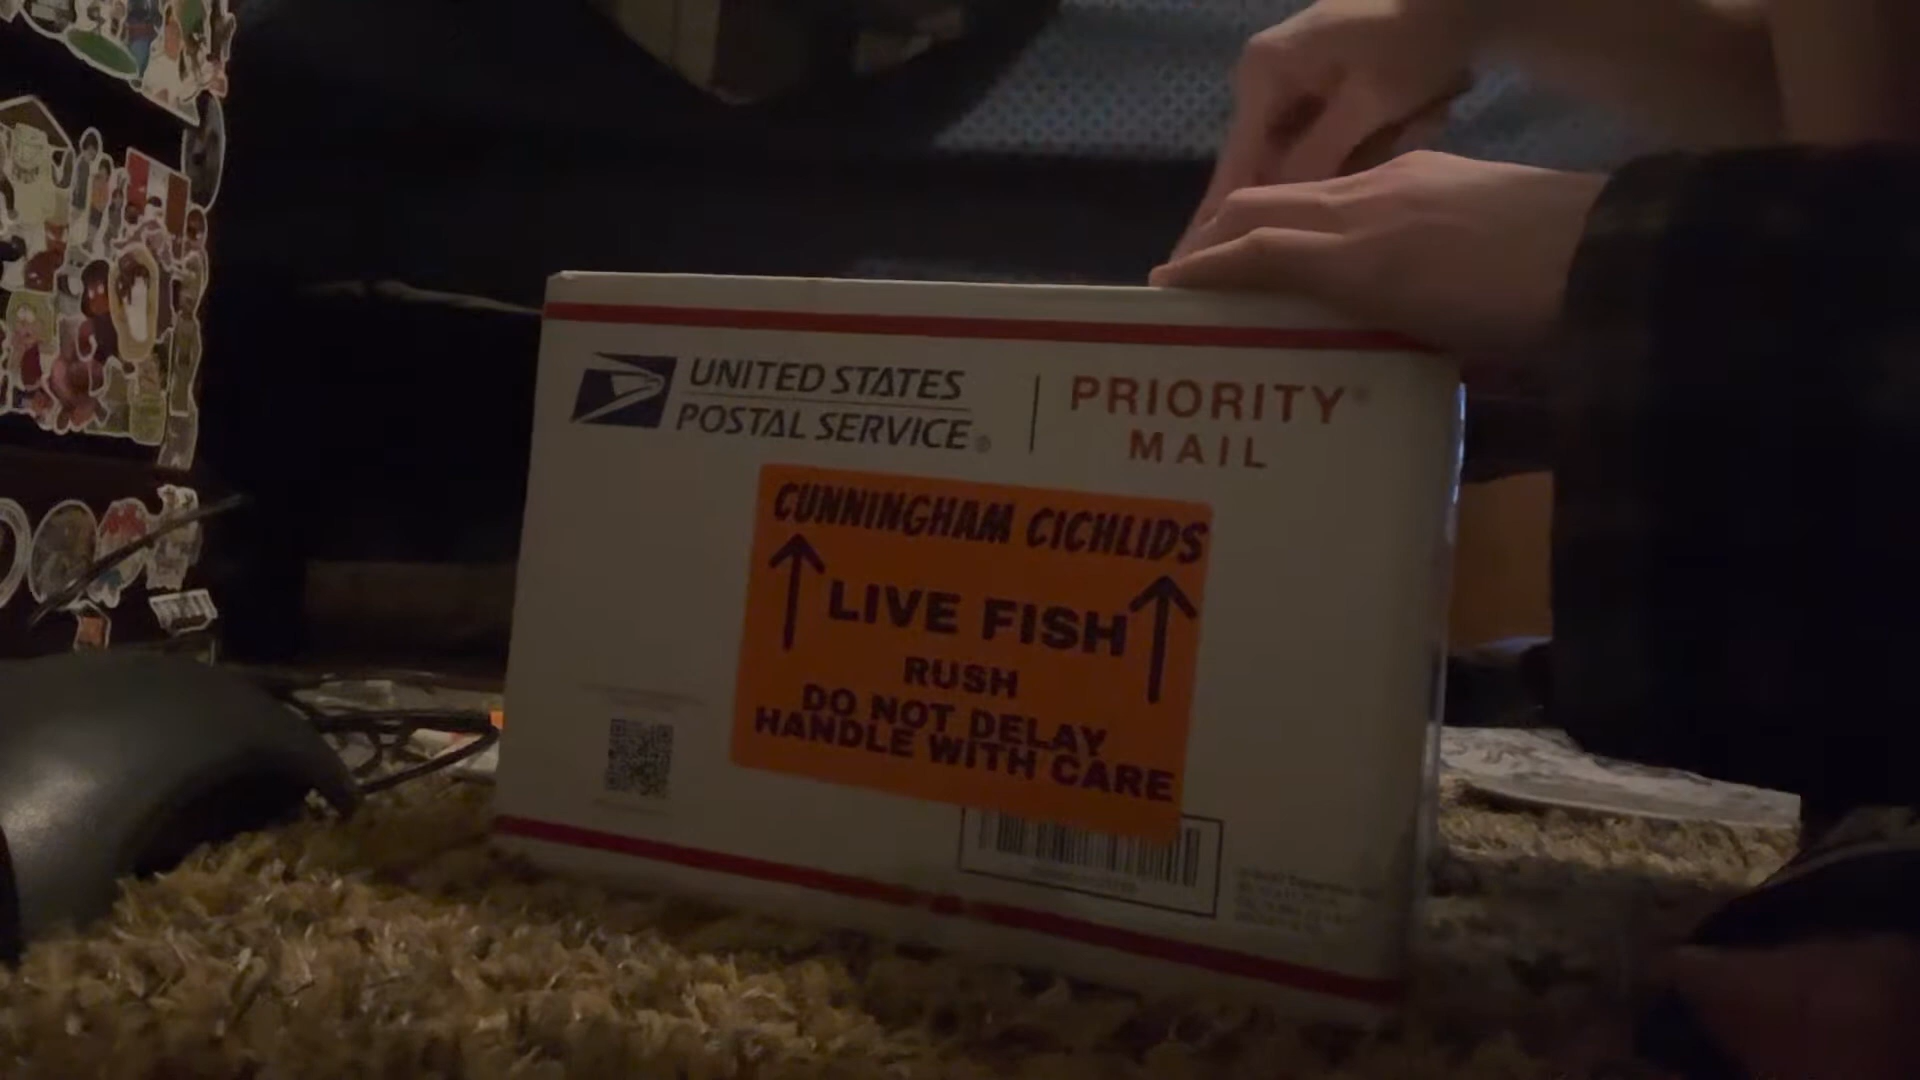 UNITED STATES
POSTAL SERVICE®
PRIORITY®
MAIL
CUNNINGHAM CICHLIDS
LIVE FISH
RUSH
DO NOT DELAY
HANDLE WITH CARE